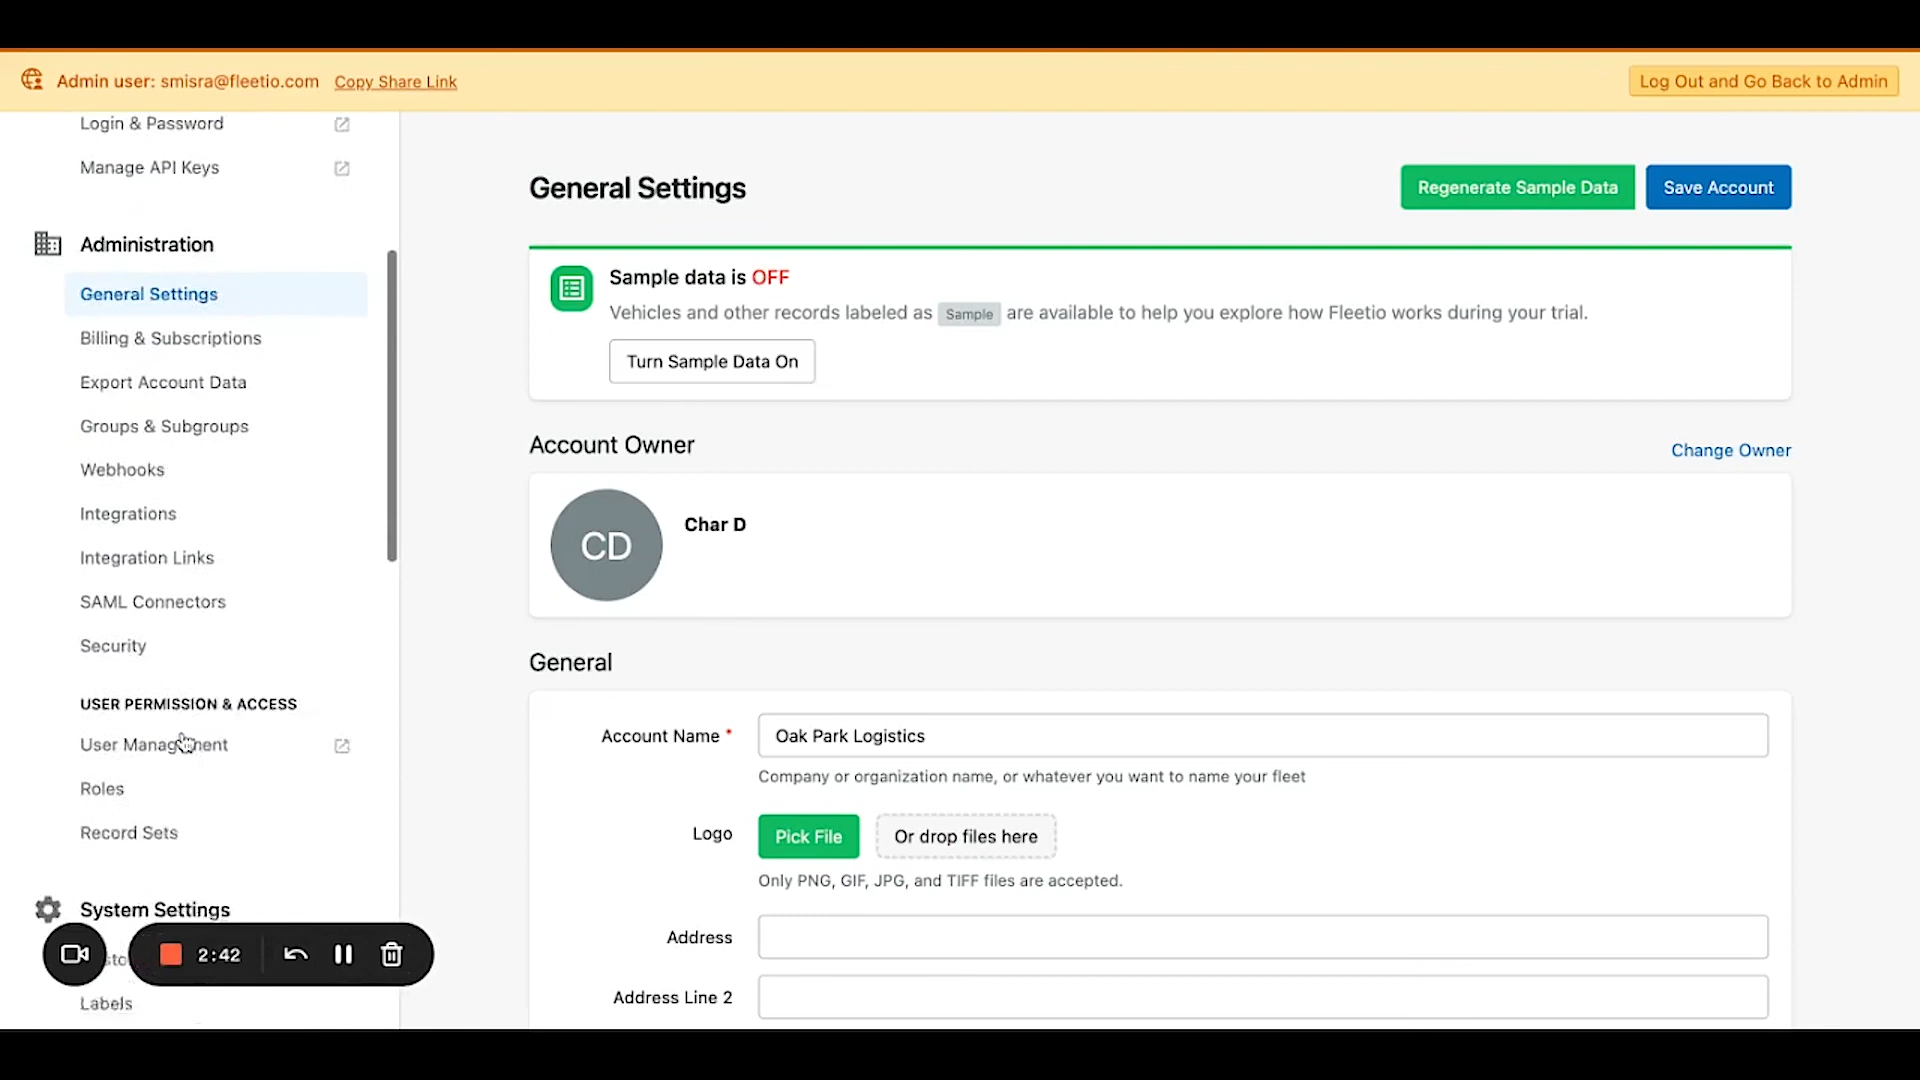 Admin user: smisra@fleetio.com Copy Share Link Log Out and Go Back to Admin
Login & Password
Manage API Keys
Administration
General Settings
Billing & Subscriptions
Export Account Data
Groups & Subgroups
Webhooks
Integrations
Integration Links
SAML Connectors
Security
USER PERMISSION & ACCESS
User Management
Roles
Record Sets
System Settings
2:42
Labels
General Settings
Regenerate Sample Data
Save Account
Sample data is OFF
Vehicles and other records labeled as Sample are available to help you explore how Fleetio works during your trial.
Turn Sample Data On
Account Owner
Change Owner
CD
Char D
General
Account Name * Oak Park Logistics
Company or organization name, or whatever you want to name your fleet
Logo Pick File Or drop files here
Only PNG, GIF, JPG, and TIFF files are accepted.
Address
Address Line 2